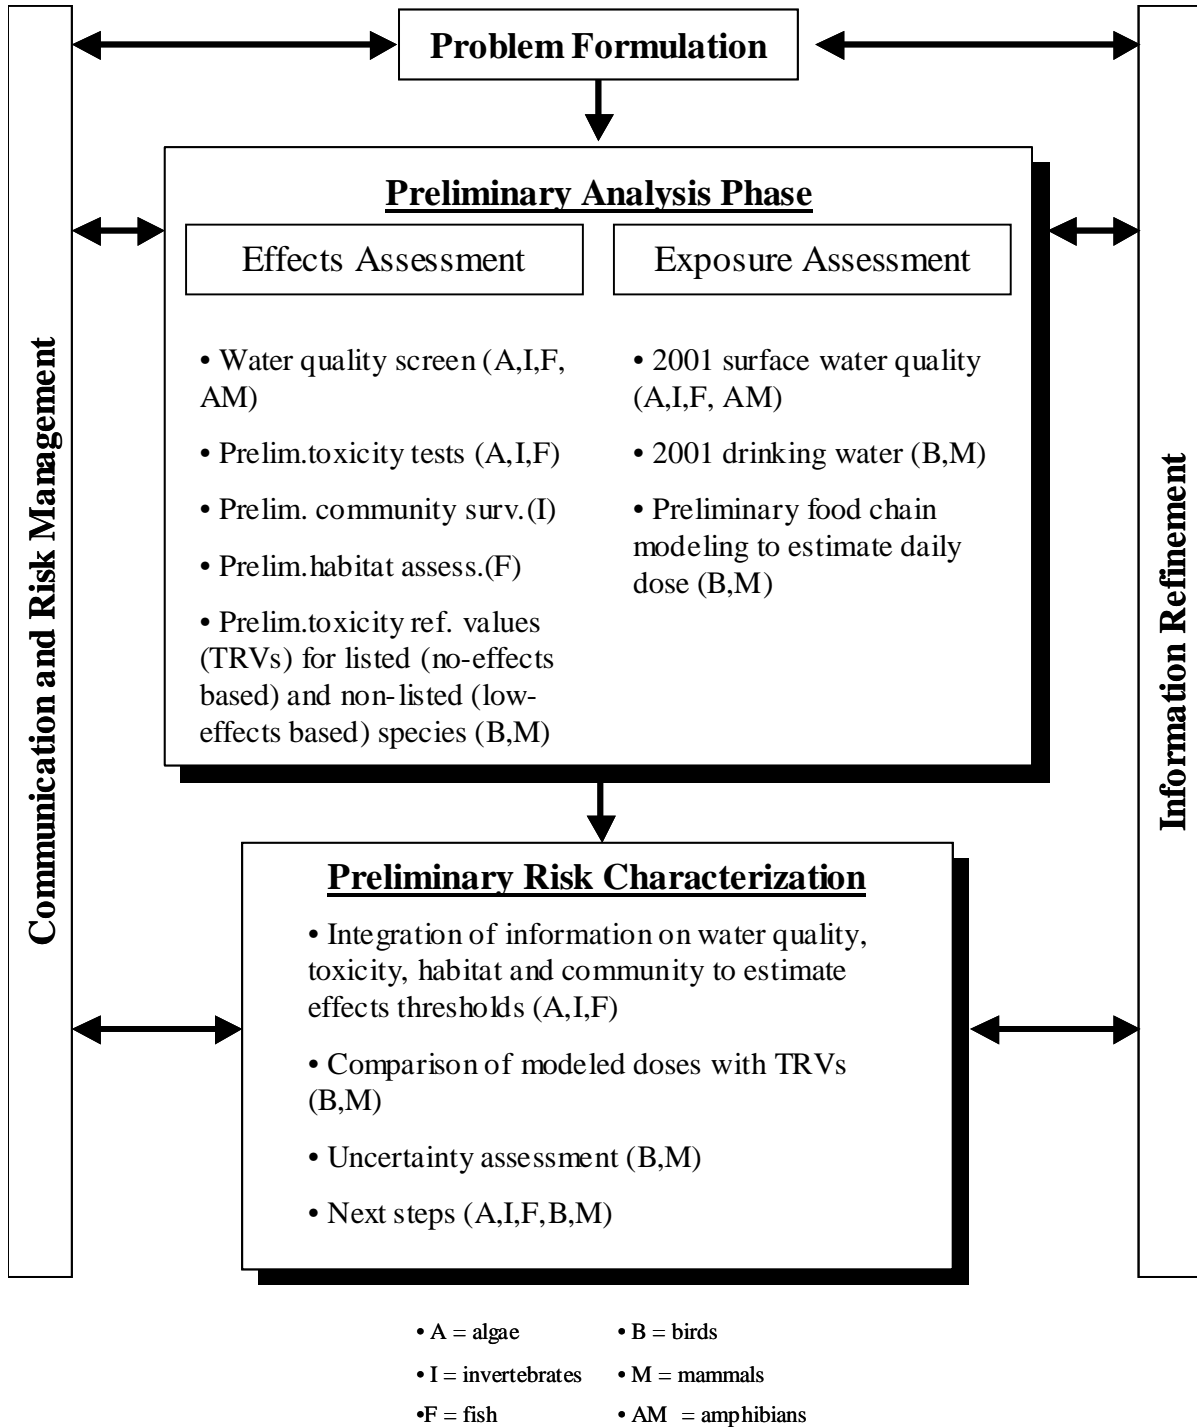 Problem Formulation
Communication and Risk Management
Information Refinement
Preliminary Analysis Phase
Effects Assessment
• Water quality screen (A,I,F,
AM)
• Prelim.toxicity tests (A,I,F)
• Prelim. community surv.(I)
• Prelim.habitat assess.(F)
• Prelim.toxicity ref. values
(TRVs) for listed (no-effects
based) and non-listed (low-
effects based) species (B,M)
Exposure Assessment
• 2001 surface water quality
(A,I,F, AM)
• 2001 drinking water (B,M)
• Preliminary food chain
modeling to estimate daily
dose (B,M)
Preliminary Risk Characterization
• Integration of information on water quality,
toxicity, habitat and community to estimate
effects thresholds (A,I,F)
• Comparison of modeled doses with TRVs
(B,M)
• Uncertainty assessment (B,M)
• Next steps (A,I,F,B,M)
• A = algae
• I = invertebrates
•F = fish
• B = birds
• M = mammals
• AM = amphibians